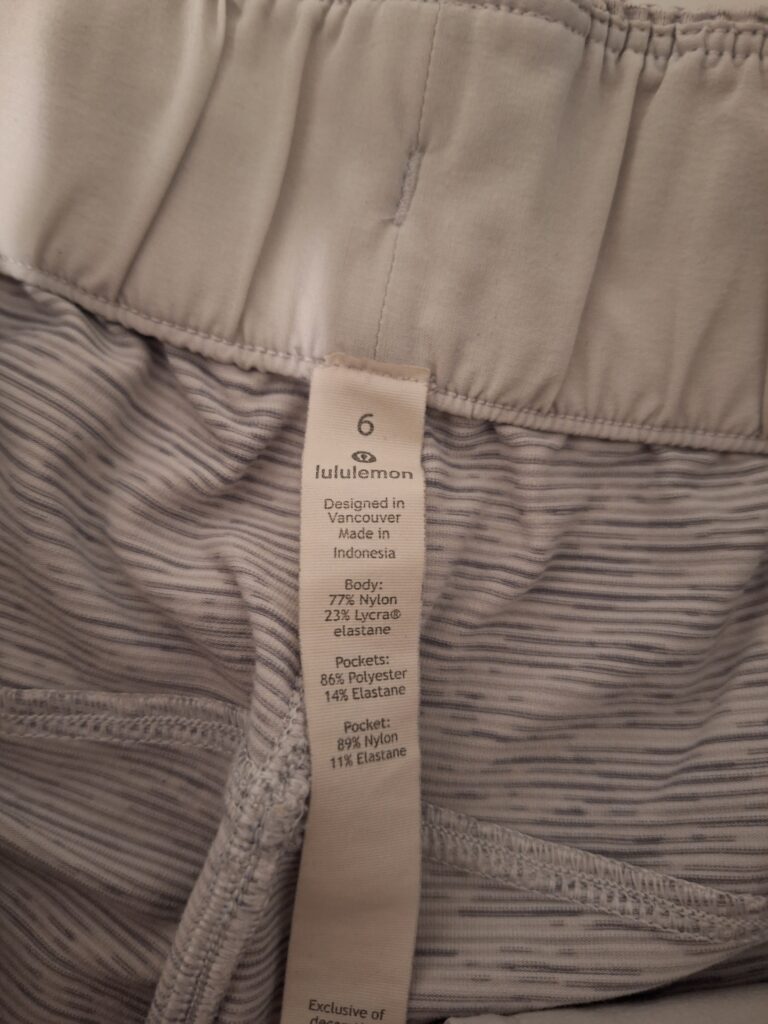 6
lululemon
Designed in
Vancouver
Made in
Indonesia
Body:
77% Nylon
23% Lycra®
elastane
Pockets:
86% Polyester
14% Elastane
Pocket:
89% Nylon
11% Elastane
Exclusive of